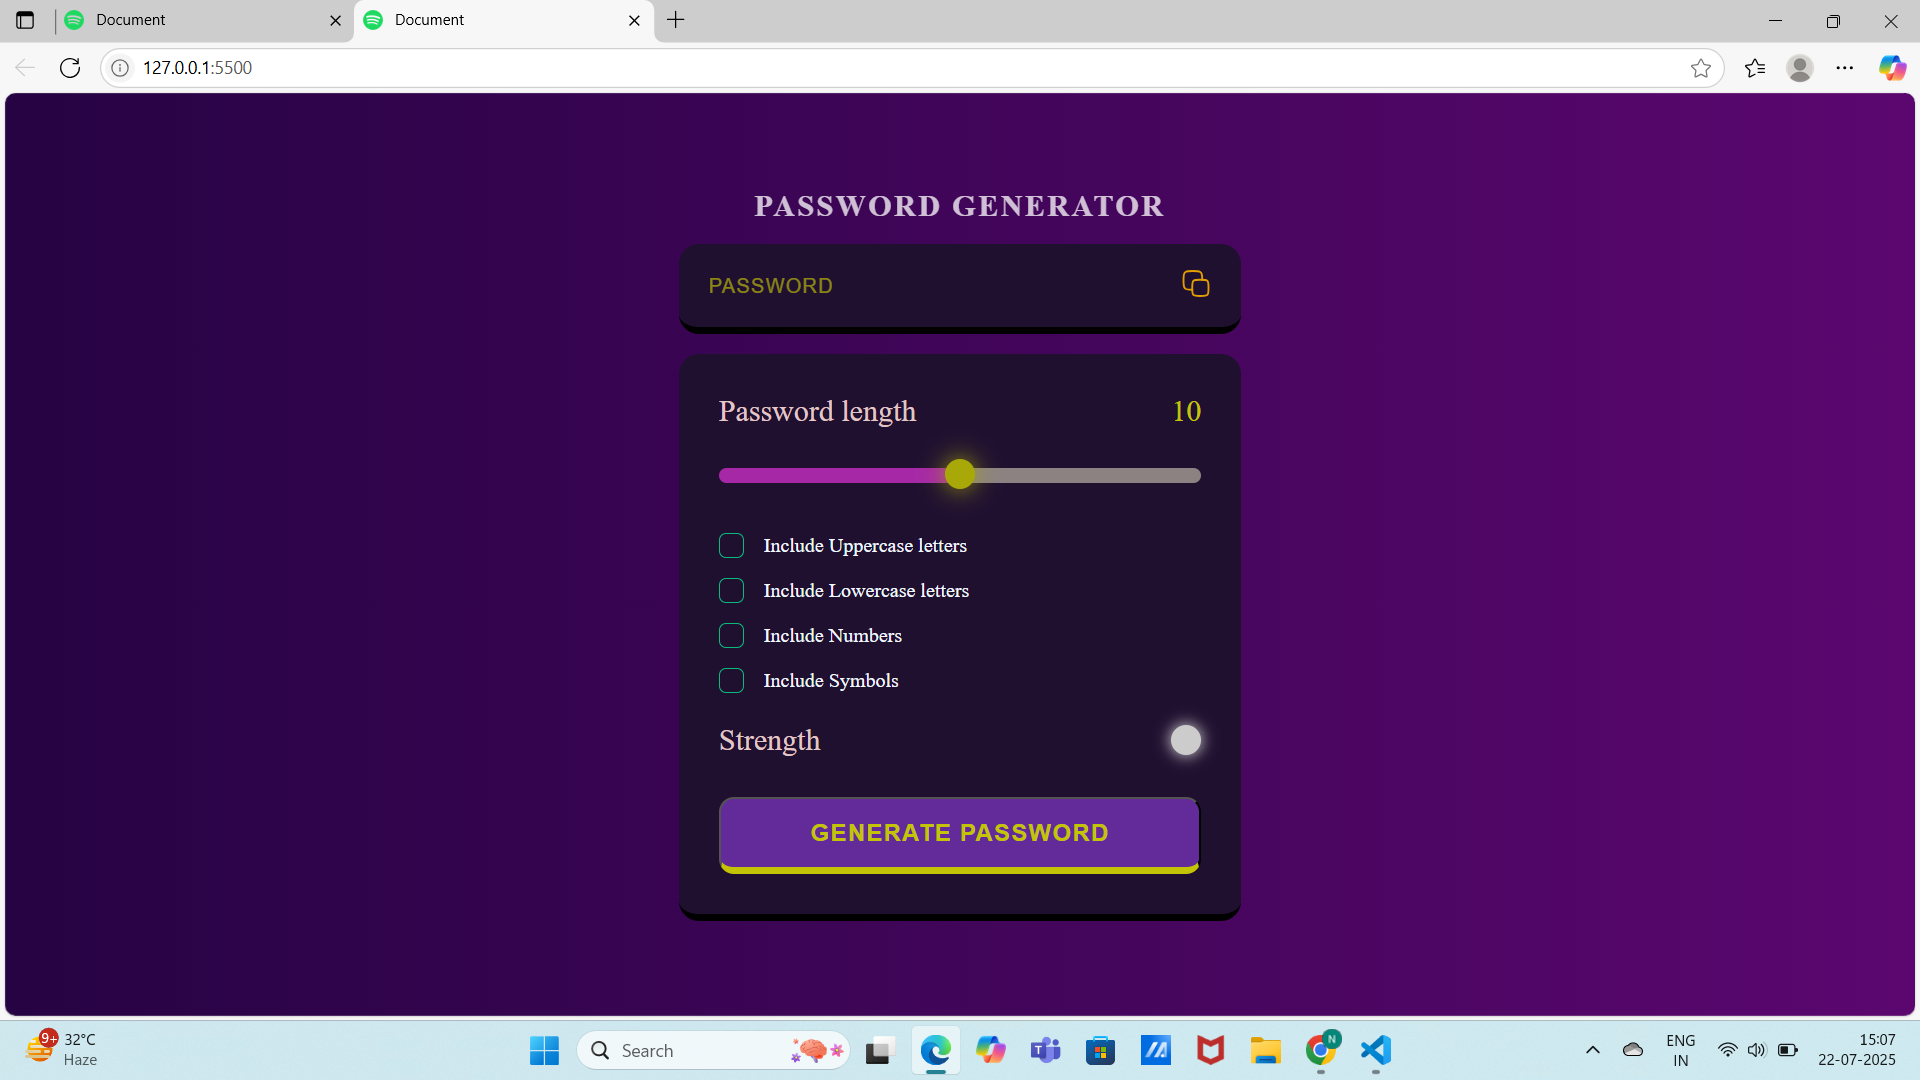 Document
Document
127.0.0.1:5500
PASSWORD GENERATOR
PASSWORD
Password length 10
Include Uppercase letters
Include Lowercase letters
Include Numbers
Include Symbols
Strength
GENERATE PASSWORD
9+
32°C
Haze
Search
N
ENG
IN
15:07
22-07-2025